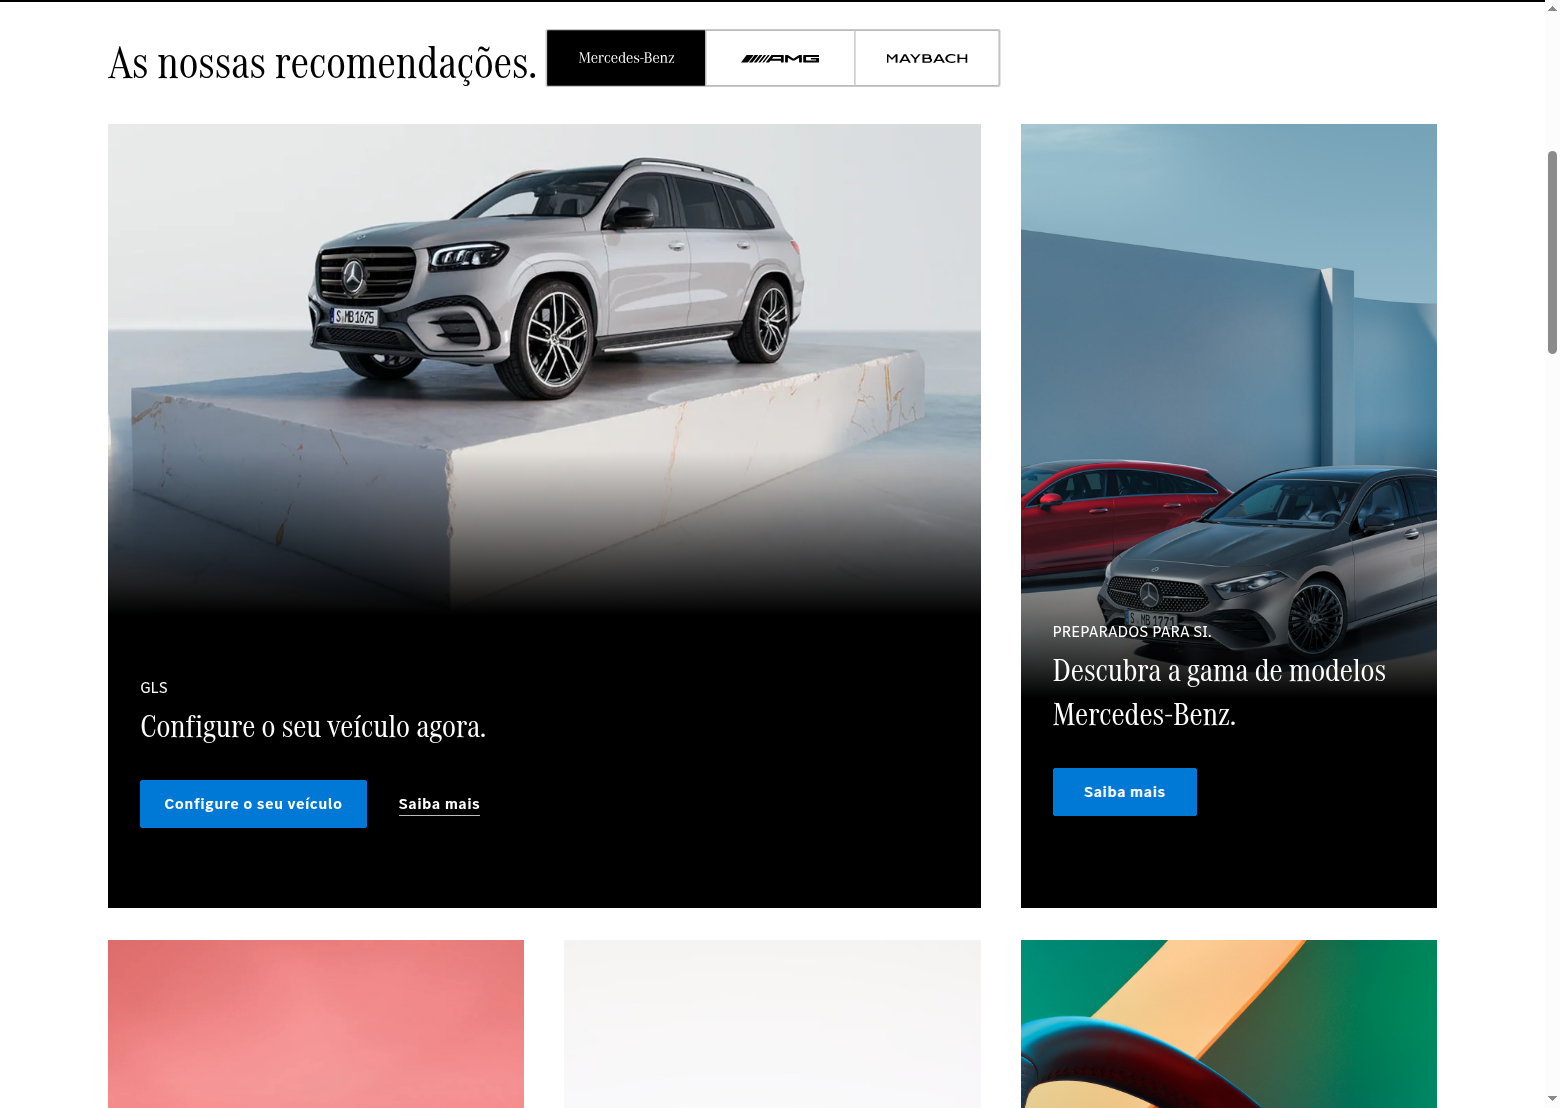 As nossas recomendações.
Mercedes-Benz
AMG
MAYBACH
S MB 1675
GLS
Configure o seu veículo agora.
Configure o seu veículo
Saiba mais
S MB 1771
PREPARADOS PARA SI.
Descubra a gama de modelos
Mercedes-Benz.
Saiba mais